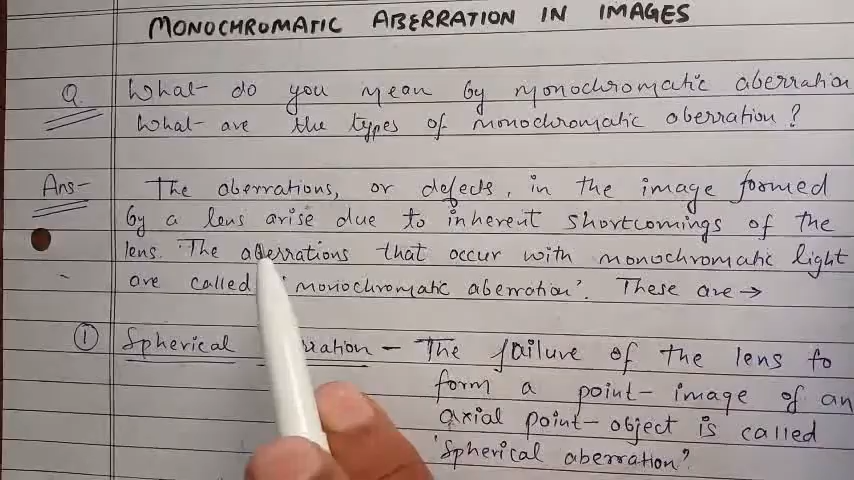 MONOCHROMATIC ABERRATION IN IMAGES
Q. What do you mean by monochromatic aberration
What are the types of monochromatic aberration?
Ans- The aberrations, or defects, in the image formed
by a lens arise due to inherent shortcomings of the
lens. The aberrations that occur with monochromatic light
are called 'monochromatic aberration'. These are →
① Spherical - The failure of the lens to
form a point-image of an
axial point-object is called
'Spherical aberration'.